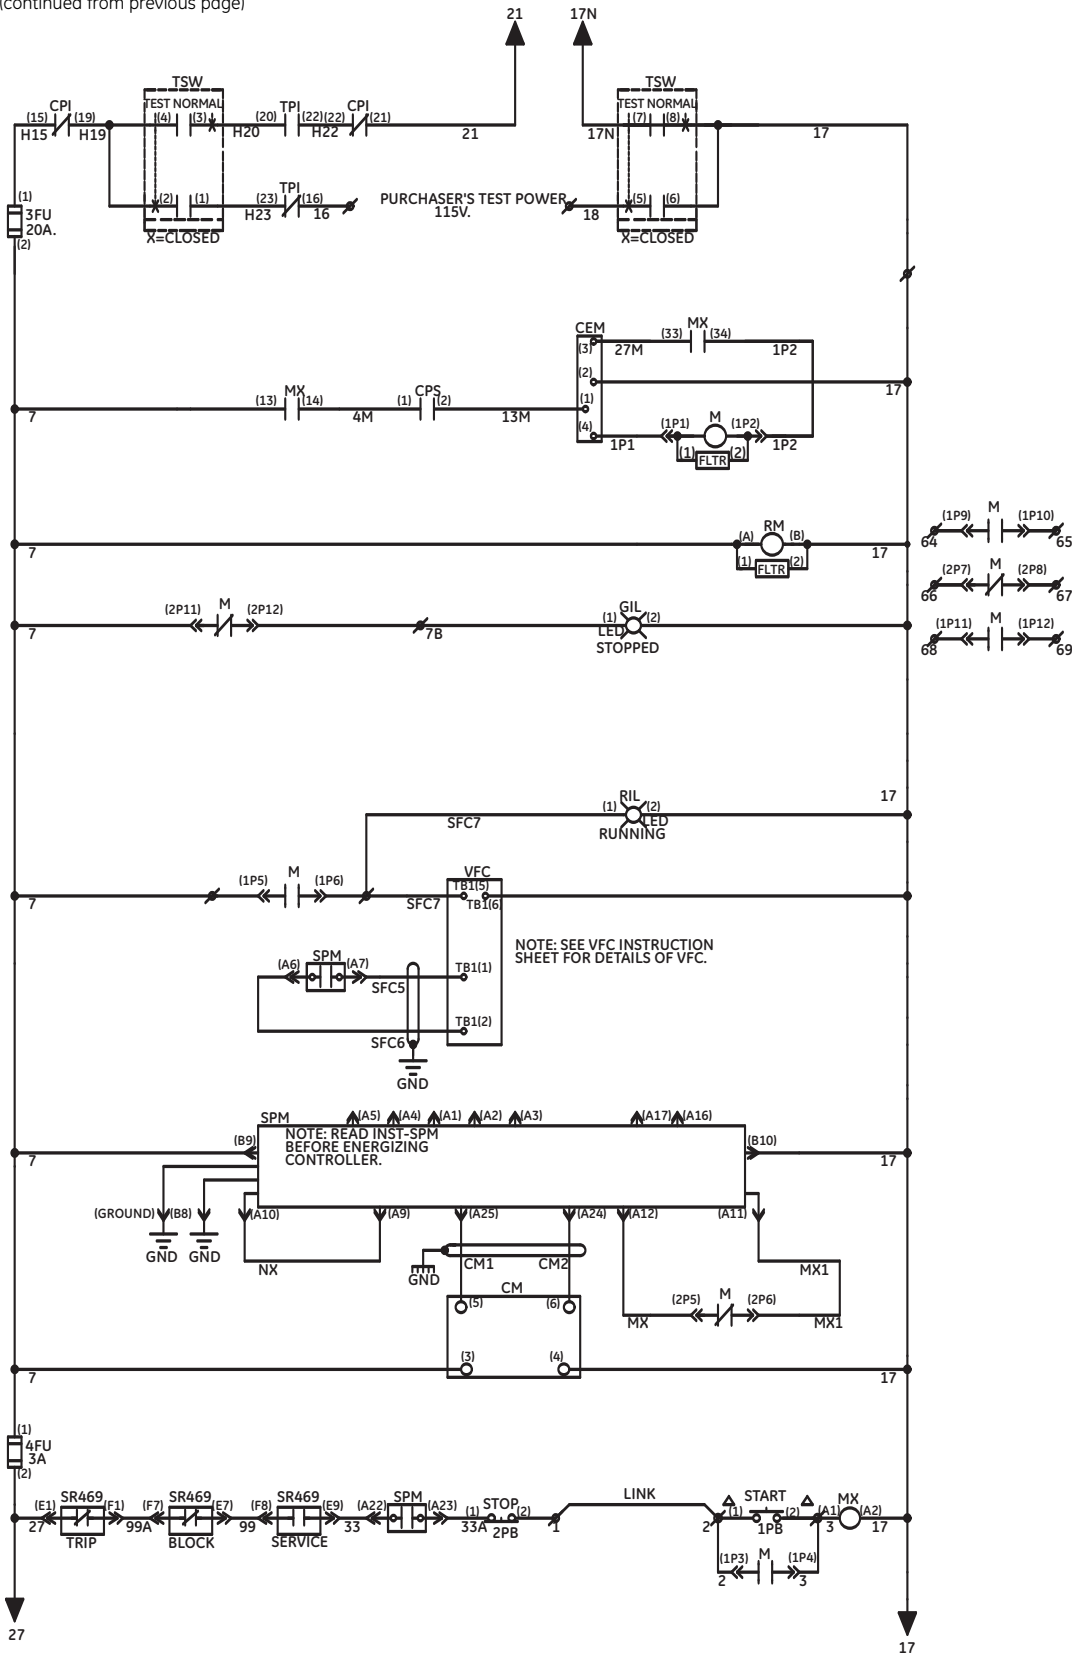 (continued from previous page)
21 17N
TSW TSW
CPI TEST NORMAL TPI CPI TEST NORMAL
(15) (19) (4) (3) (20) (22)(22) (21) (7) (8)
H15 H19 H20 H22 21 17N 17
TPI
(1) (2) (1) (23) (16) PURCHASER'S TEST POWER (5) (6)
3FU H23 16 115V. 18
20A.
(2) X=CLOSED X=CLOSED
CEM MX
(33) (34)
(3) 27M 1P2
(2)
17
MX CPS
(13) (14) (1) (2) (1)
7 4M 13M
(4) (1P1) M (1P2)
1P1 1P2
(1) FLTR (2)
M
(1P9) (1P10)
64 65
RM
(A) (B)
7 17
(1) FLTR (2)
M
(2P7) (2P8)
66 67
M GIL
(2P11) (2P12) (1) (2)
7 7B LED
STOPPED
M
(1P11) (1P12)
68 69
RIL 17
(1) (2)
SFC7 LED
RUNNING
M VFC
(1P5) (1P6) TB1(5)
7 SFC7 TB1(6)
NOTE: SEE VFC INSTRUCTION
SHEET FOR DETAILS OF VFC.
SPM
(A6) (A7) TB1(1)
SFC5
TB1(2)
SFC6
GND
SPM (A5) (A4) (A1) (A2) (A3) (A17) (A16)
NOTE: READ INST-SPM
BEFORE ENERGIZING
CONTROLLER.
(B9) (B10)
7 17
(GROUND) (B8) (A10) (A9) (A25) (A24) (A12) (A11)
GND GND
NX GND CM1 CM2 MX1
CM
(5) (6) (2P5) M (2P6)
MX MX1
(3) (4)
7 17
(1)
4FU
3A
(2)
SR469 SR469 SR469 SPM STOP LINK START MX
(E1) (F1) (F7) (E7) (F8) (E9) (A22) (A23) (1) (2) (1) (2) (A1) (A2)
27 99A 99 33 33A 2PB 1 2 1PB 3 17
TRIP BLOCK SERVICE
(1P3) M (1P4)
2 3
27 17